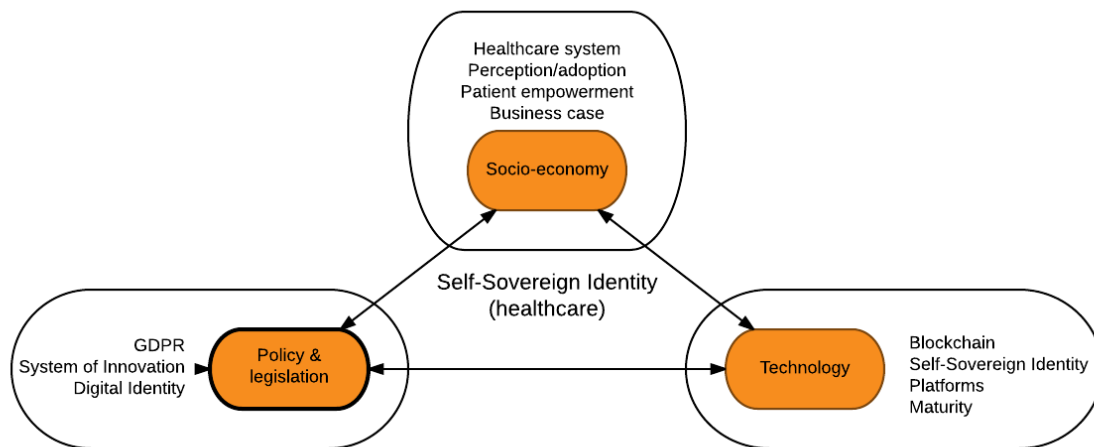 Healthcare system
Perception/adoption
Patient empowerment
Business case
Socio-economy
Self-Sovereign Identity
(healthcare)
GDPR
System of Innovation
Digital Identity
Policy &
legislation
Technology
Blockchain
Self-Sovereign Identity
Platforms
Maturity